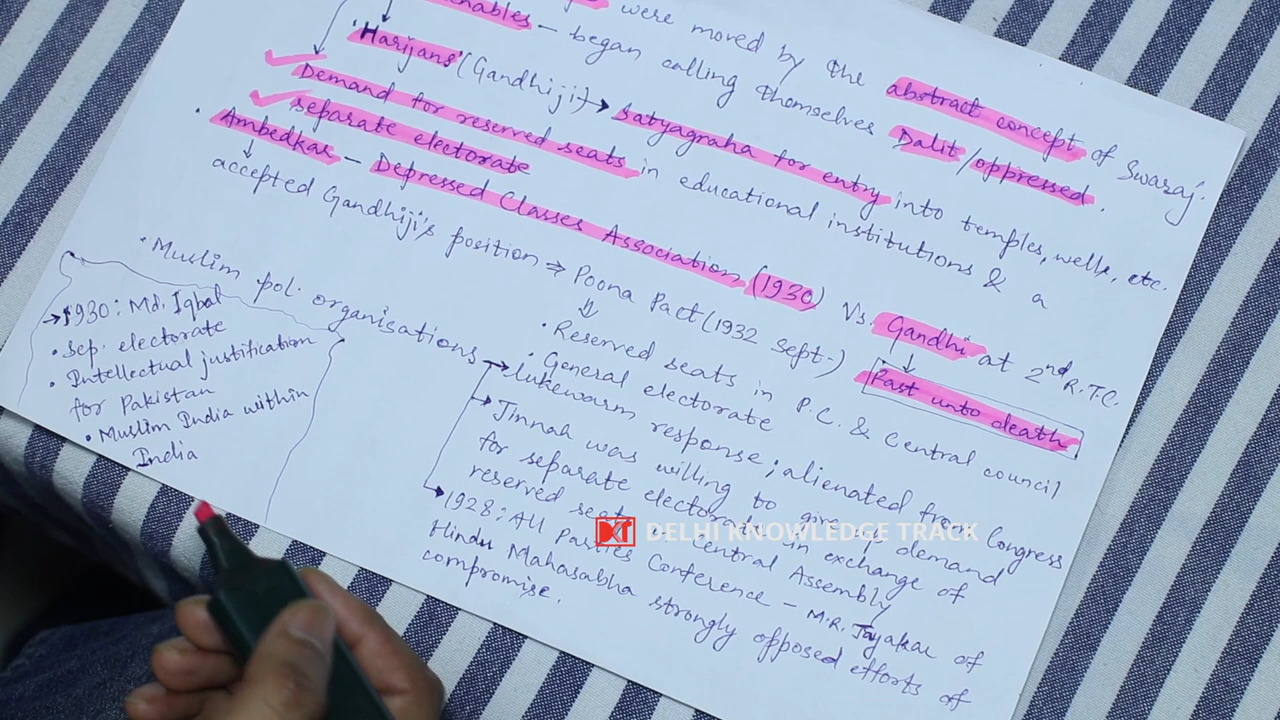 were moved by the abstract concept of Swaraj.
nables – began calling themselves Dalit/oppressed.
'Harijans' (Gandhiji) → Satyagraha for entry into temples, wells, etc.
Demand for reserved seats in educational institutions & a
separate electorate
· Ambedkar – Depressed Classes Association (1930) Vs. Gandhi at 2nd R.T.C.
accepted Gandhiji's position ⇒ Poona Pact (1932 Sept.)
Fast unto death
· Reserved seats in P.C. & Central council
· General electorate
· Muslim pol. organisations → lukewarm response; alienated from Congress
→ Jinnah was willing to give up demand
for separate electorate in exchange of
reserved seats in Central Assembly
→ 1928: All Parties Conference – M.R. Jayakar of
Hindu Mahasabha strongly opposed efforts of
compromise.
→ 1930: Md. Iqbal
· Sep. electorate
· Intellectual justification
for Pakistan
· Muslim India within
India
DKT DELHI KNOWLEDGE TRACK